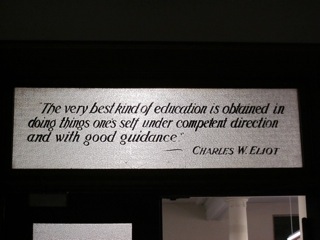 "The very best kind of education is obtained in
doing things one's self under competent direction
and with good guidance."
— CHARLES W. ELIOT